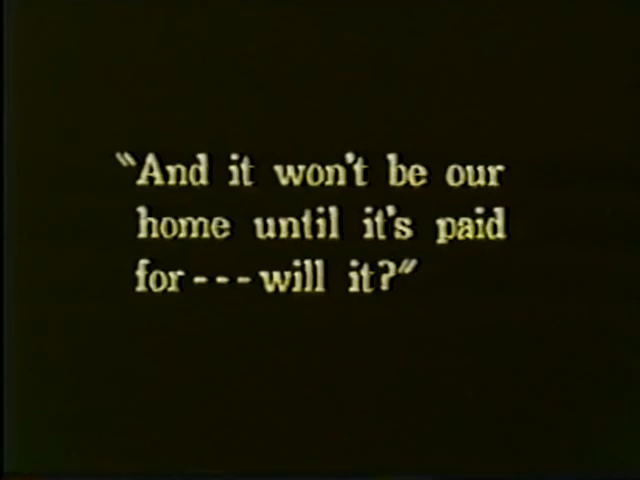 "And it won't be our
home until it's paid
for---will it?"